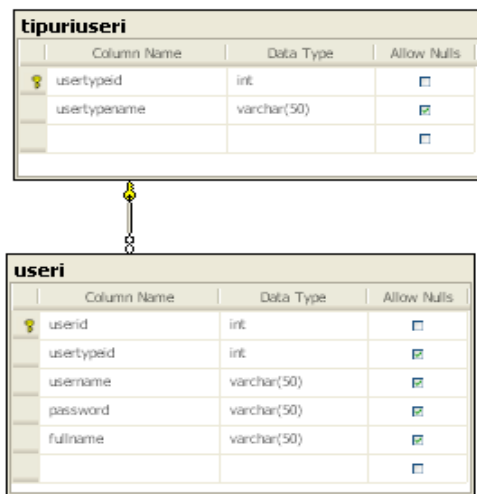 tipuriuseri
Column Name Data Type Allow Nulls
usertypeid int
usertypename varchar(50)
useri
Column Name Data Type Allow Nulls
userid int
usertypeid int
username varchar(50)
password varchar(50)
fullname varchar(50)